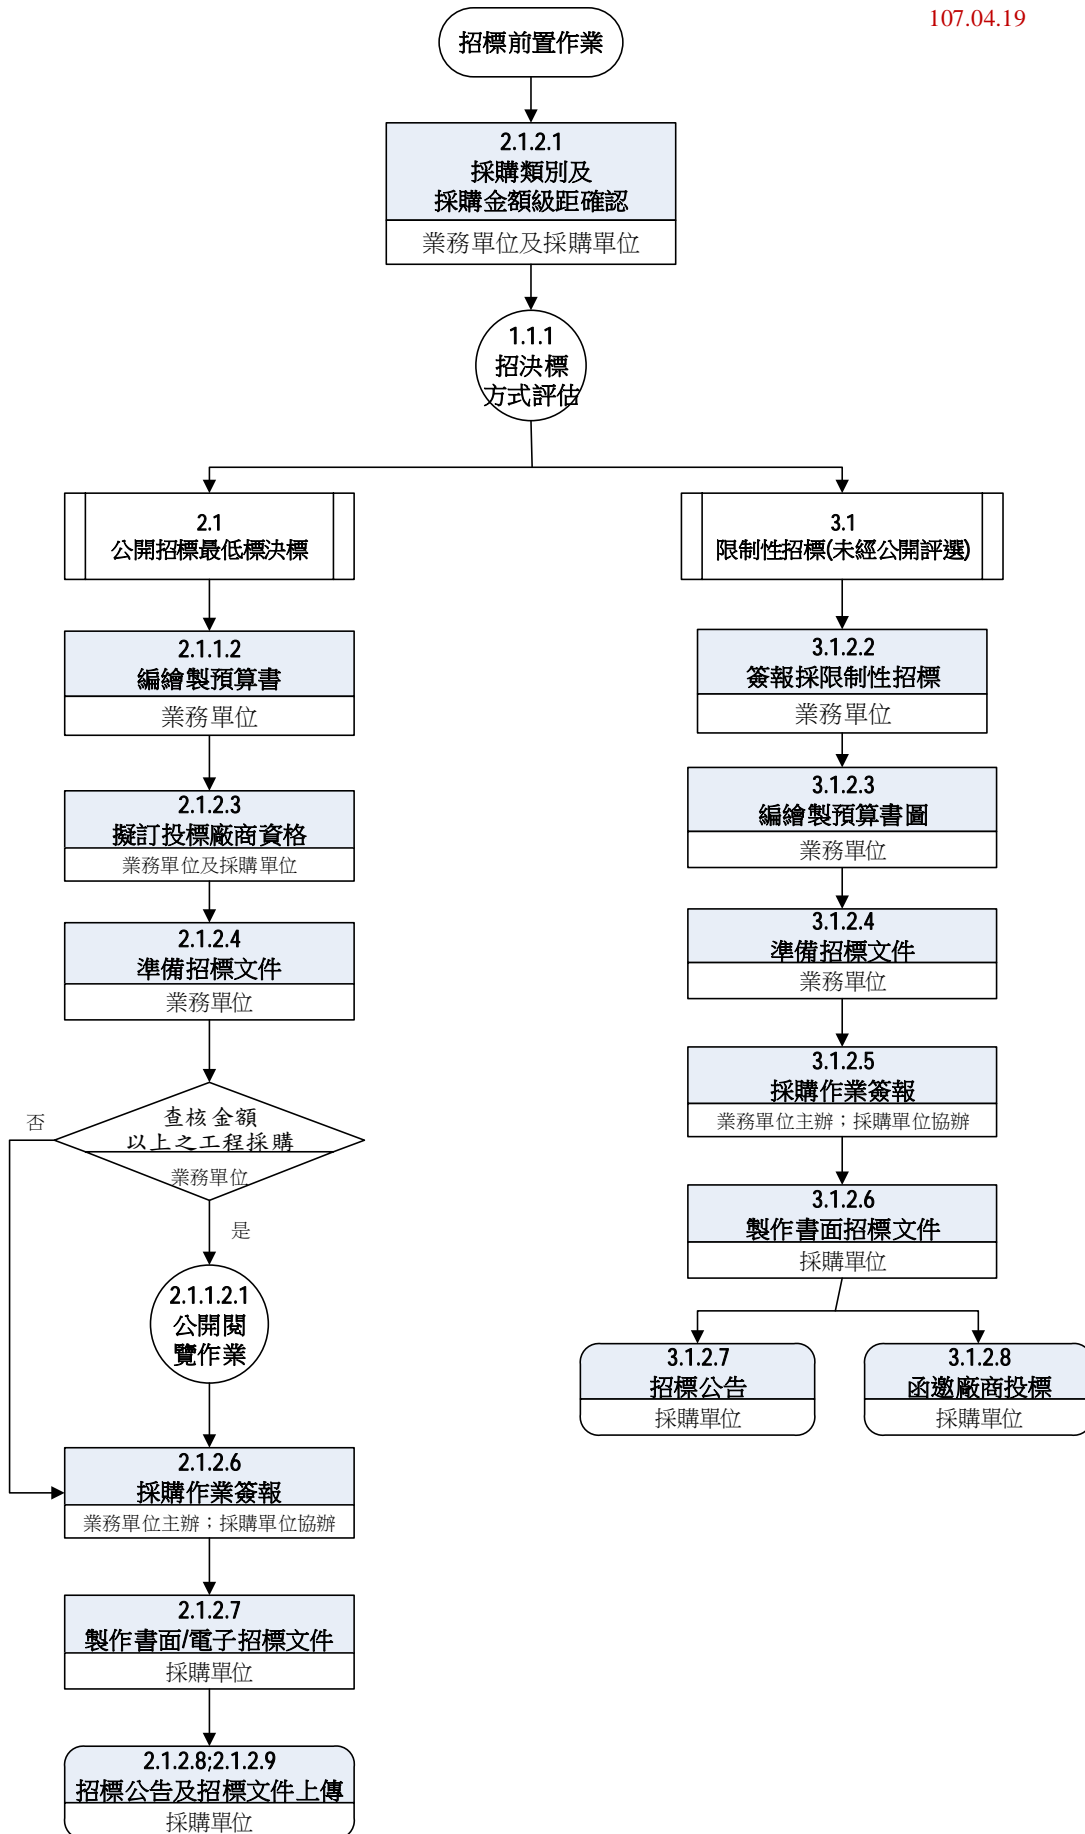 107.04.19
招標前置作業
2.1.2.1
採購類別及
採購金額級距確認
業務單位及採購單位
1.1.1
招決標
方式評估
2.1
公開招標最低標決標
2.1.1.2
編繪製預算書
業務單位
2.1.2.3
擬訂投標廠商資格
業務單位及採購單位
2.1.2.4
準備招標文件
業務單位
查核金額
以上之工程採購
業務單位
否
是
2.1.1.2.1
公開閱
覽作業
2.1.2.6
採購作業簽報
業務單位主辦；採購單位協辦
2.1.2.7
製作書面/電子招標文件
採購單位
2.1.2.8;2.1.2.9
招標公告及招標文件上傳
採購單位
3.1
限制性招標(未經公開評選)
3.1.2.2
簽報採限制性招標
業務單位
3.1.2.3
編繪製預算書圖
業務單位
3.1.2.4
準備招標文件
業務單位
3.1.2.5
採購作業簽報
業務單位主辦；採購單位協辦
3.1.2.6
製作書面招標文件
採購單位
3.1.2.7
招標公告
採購單位
3.1.2.8
函邀廠商投標
採購單位